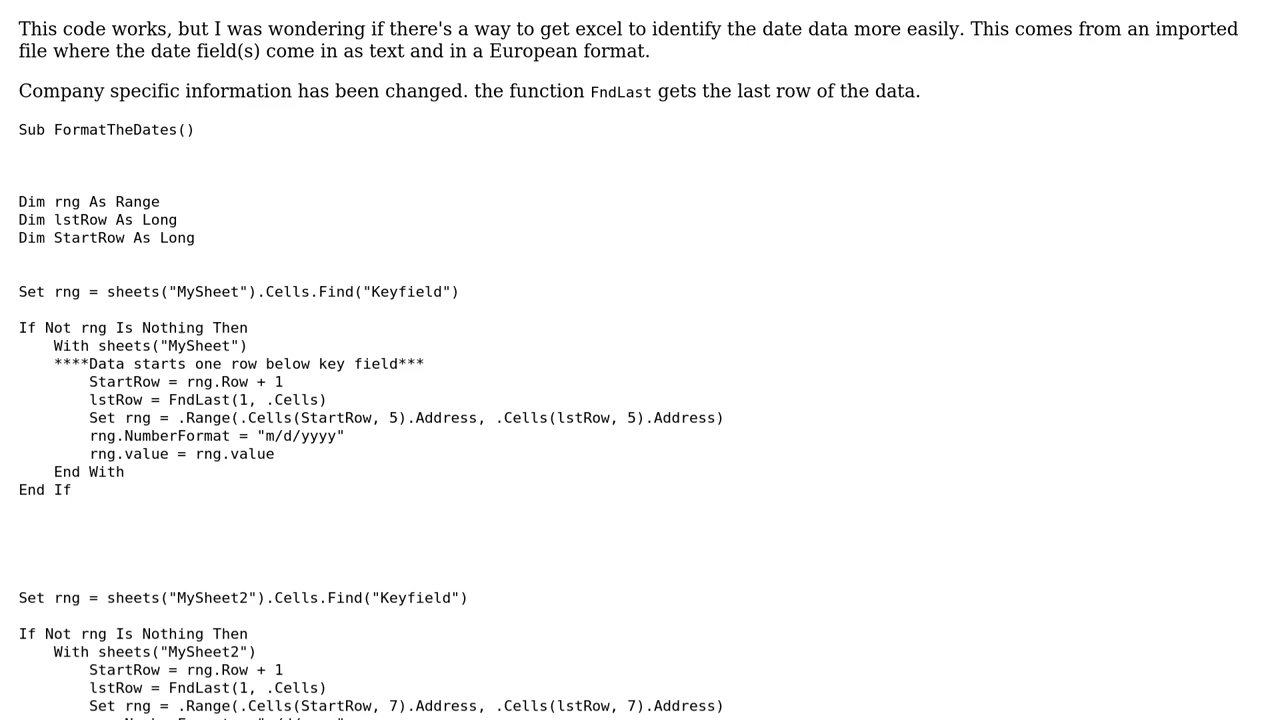 This code works, but I was wondering if there's a way to get excel to identify the date data more easily. This comes from an imported
file where the date field(s) come in as text and in a European format.
Company specific information has been changed. the function FndLast gets the last row of the data.
Sub FormatTheDates()
Dim rng As Range
Dim lstRow As Long
Dim StartRow As Long
Set rng = sheets("MySheet").Cells.Find("Keyfield")
If Not rng Is Nothing Then
    With sheets("MySheet")
    ****Data starts one row below key field***
        StartRow = rng.Row + 1
        lstRow = FndLast(1, .Cells)
        Set rng = .Range(.Cells(StartRow, 5).Address, .Cells(lstRow, 5).Address)
        rng.NumberFormat = "m/d/yyyy"
        rng.value = rng.value
    End With
End If
Set rng = sheets("MySheet2").Cells.Find("Keyfield")
If Not rng Is Nothing Then
    With sheets("MySheet2")
        StartRow = rng.Row + 1
        lstRow = FndLast(1, .Cells)
        Set rng = .Range(.Cells(StartRow, 7).Address, .Cells(lstRow, 7).Address)